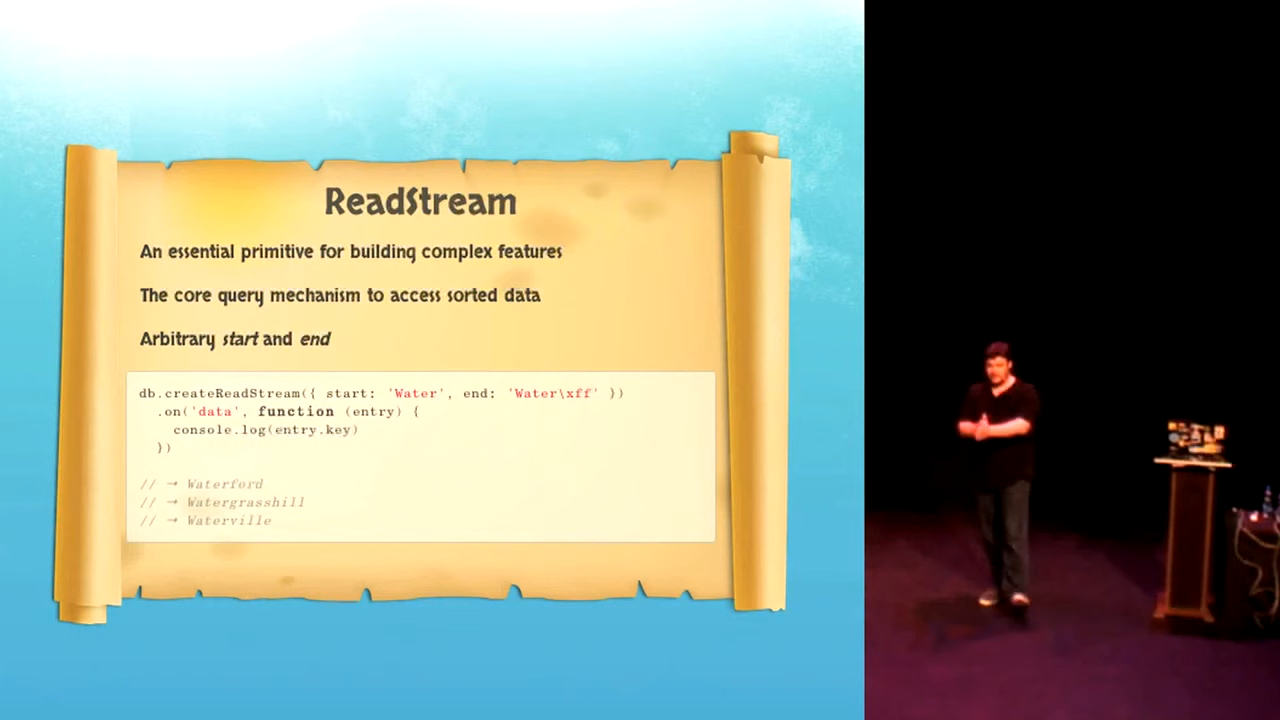 ReadStream
An essential primitive for building complex features
The core query mechanism to access sorted data
Arbitrary start and end
db.createReadStream({ start: 'Water', end: 'Water\xff' })
  .on('data', function (entry) {
    console.log(entry.key)
  })
// → Waterford
// → Watergrasshill
// → Waterville